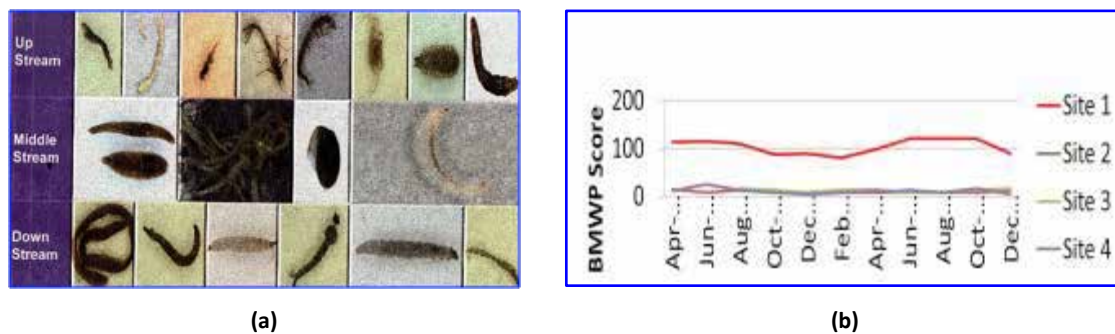 Up
Stream
Middle
Stream
Down
Stream
(a)
BMWP Score
200
100
0
Apr-...
Jun-...
Aug...
Oct-...
Dec...
Feb...
Apr-...
Jun-...
Aug...
Oct-...
Dec...
Site 1
Site 2
Site 3
Site 4
(b)